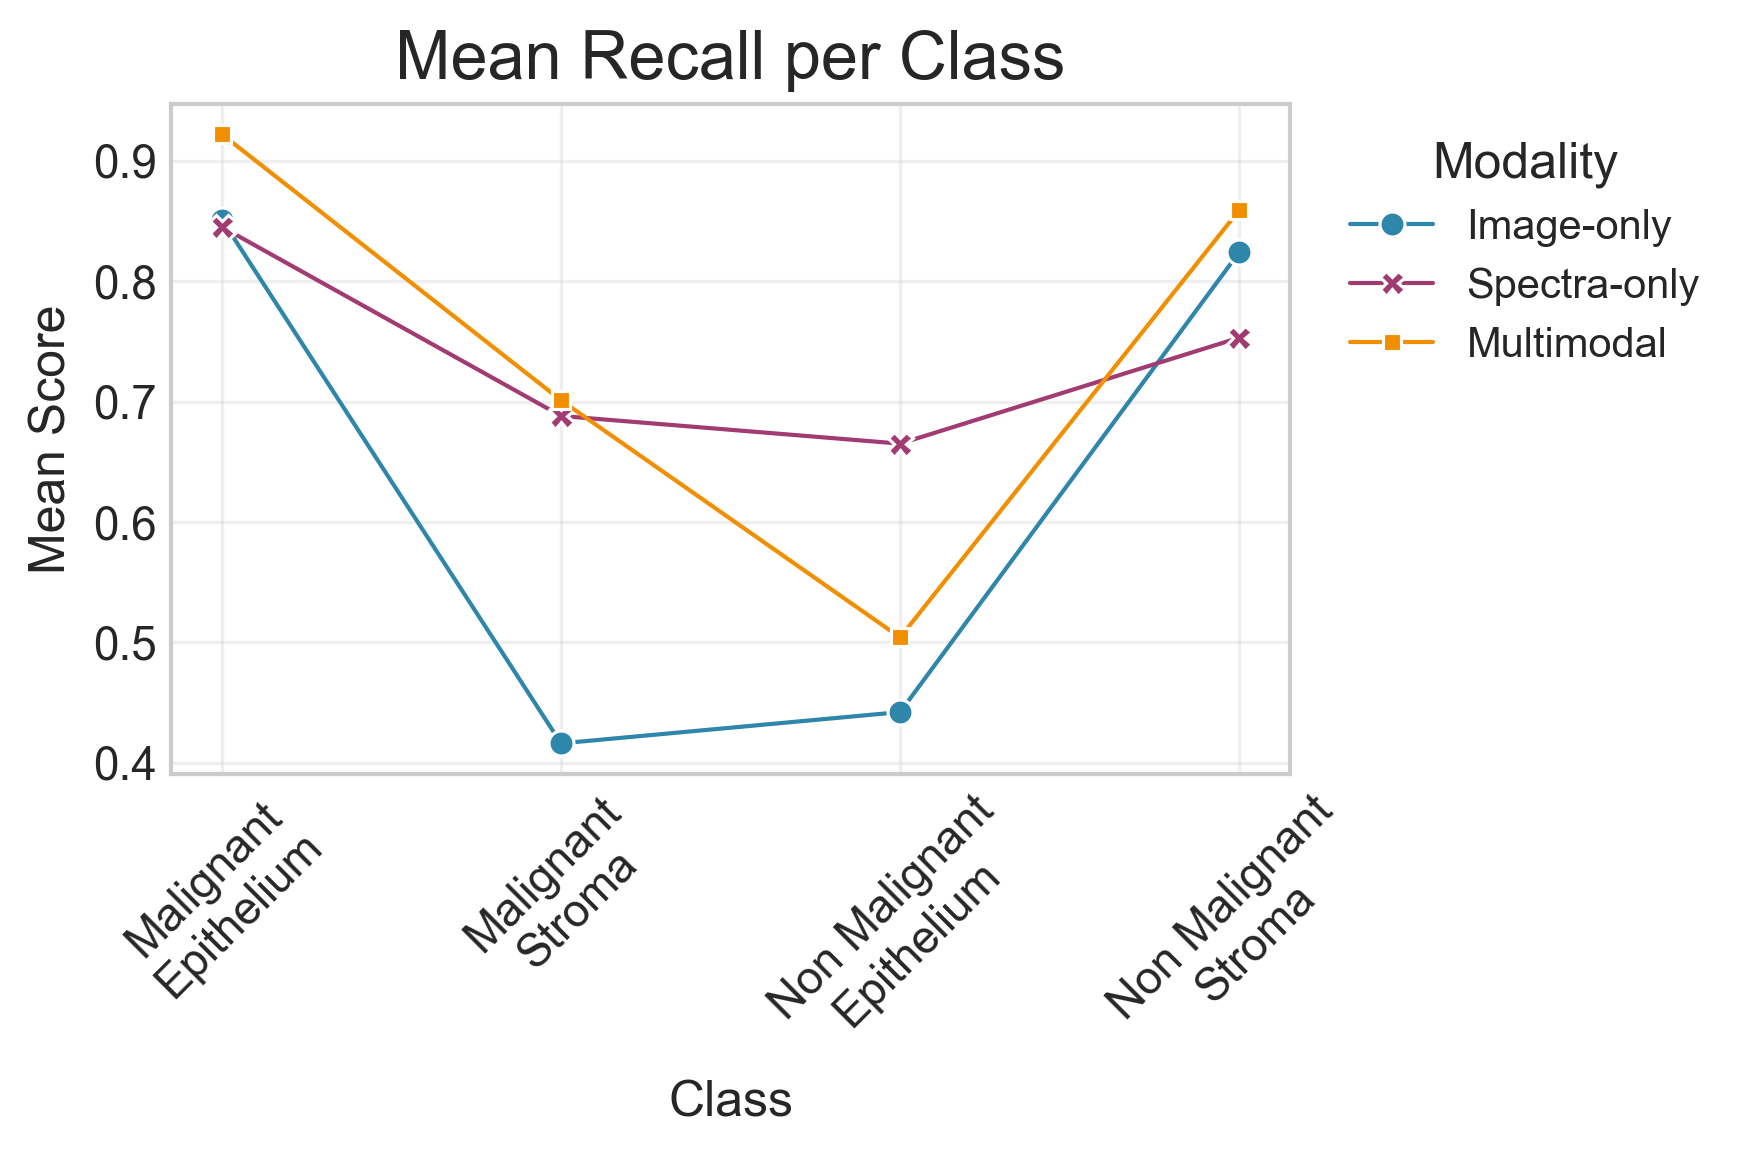 Mean Recall per Class
Mean Score
0.9
0.8
0.7
0.6
0.5
0.4
Malignant
Epithelium
Malignant
Stroma
Non Malignant
Epithelium
Non Malignant
Stroma
Class
Modality
Image-only
Spectra-only
Multimodal